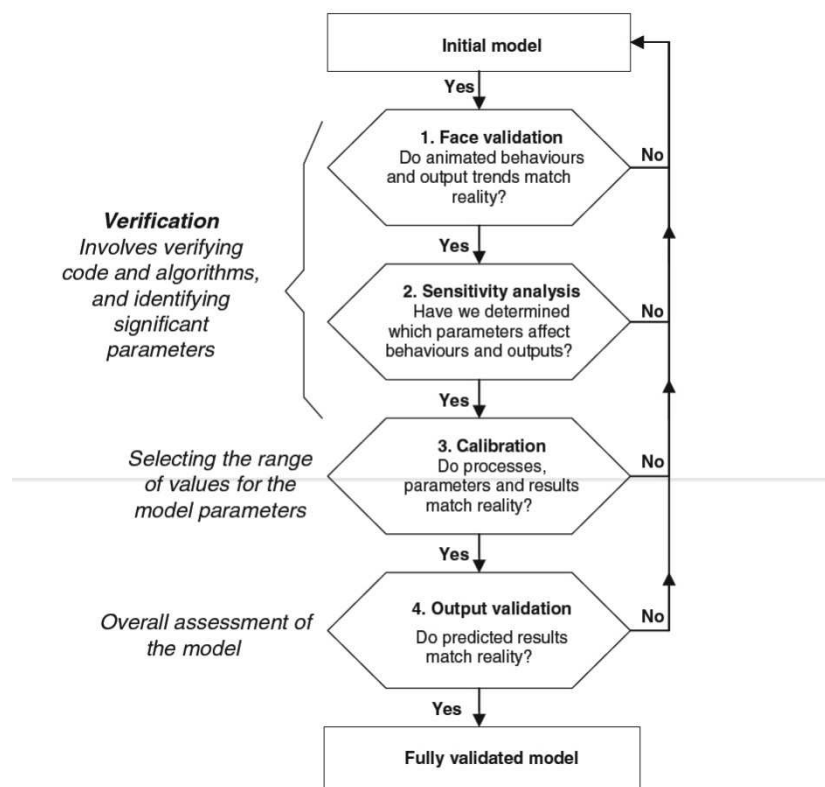 Initial model
Yes
1. Face validation
Do animated behaviours
and output trends match
reality?
No
Verification
Involves verifying
code and algorithms,
and identifying
significant
parameters
Yes
2. Sensitivity analysis
Have we determined
which parameters affect
behaviours and outputs?
No
Yes
3. Calibration
Do processes,
parameters and results
match reality?
No
Selecting the range
of values for the
model parameters
Yes
4. Output validation
Do predicted results
match reality?
No
Overall assessment of
the model
Yes
Fully validated model